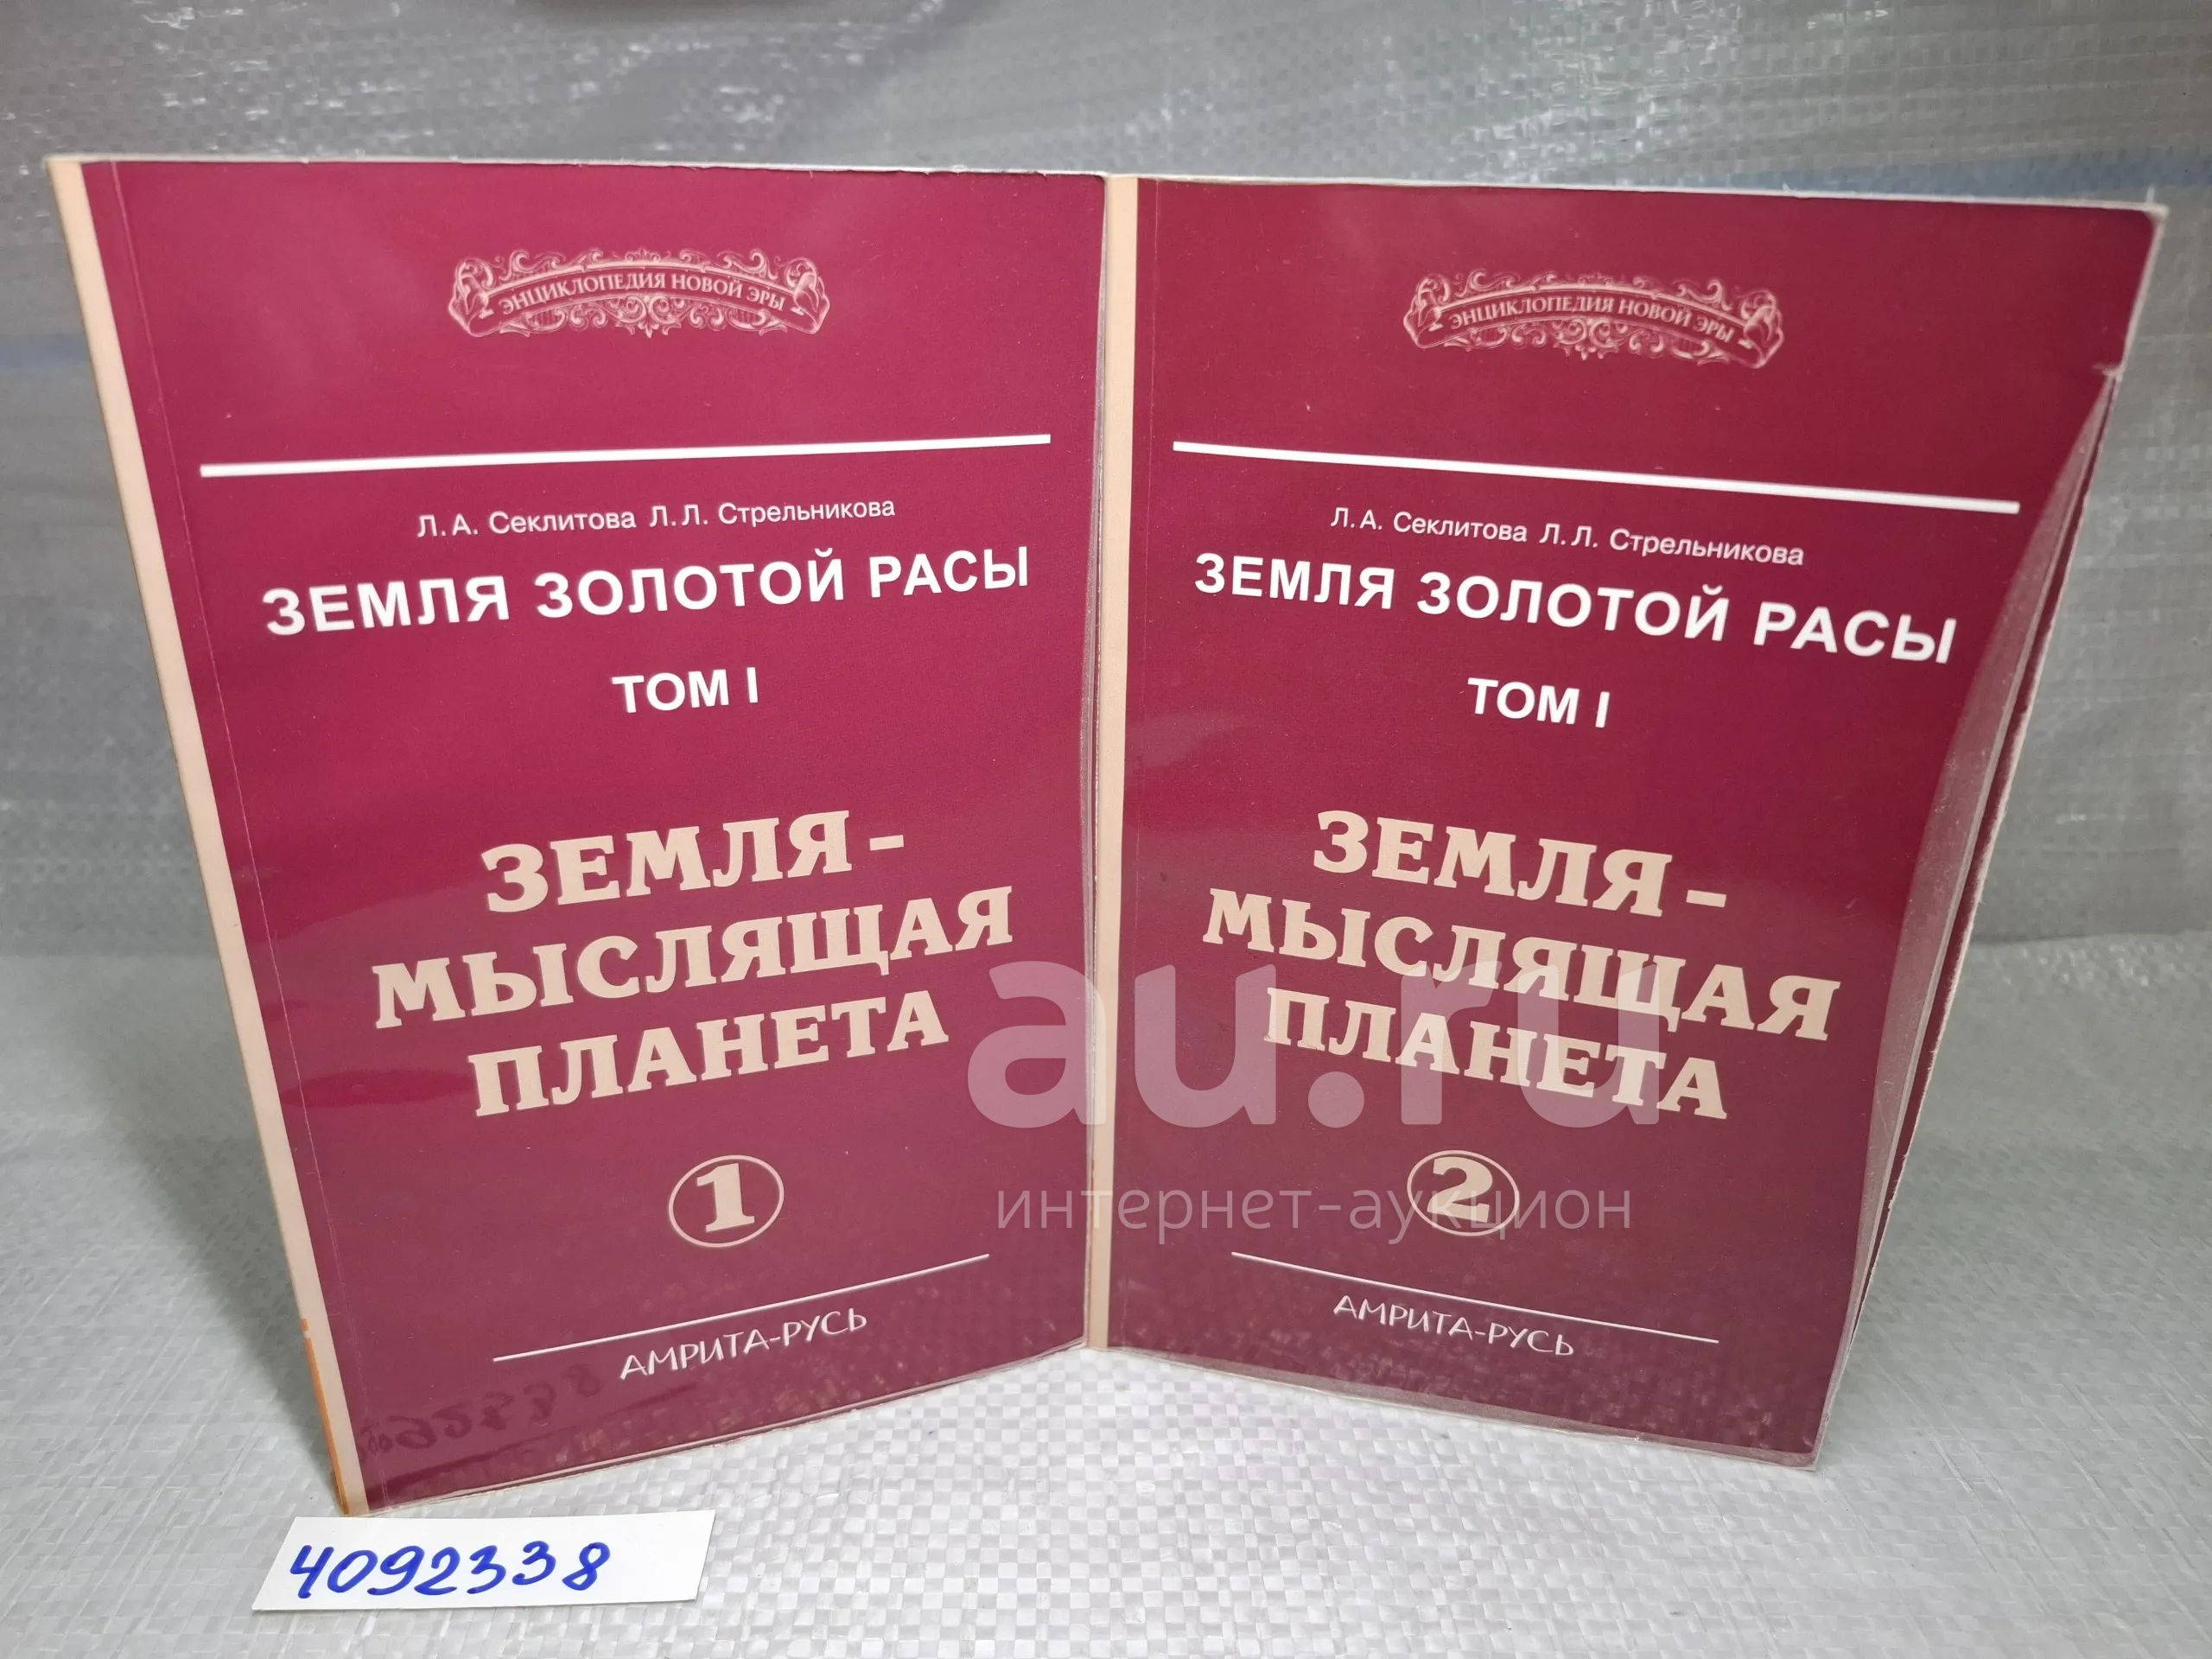 ЭНЦИКЛОПЕДИЯ НОВОЙ ЭРЫ
Л.А. Секлитова Л.Л. Стрельникова
ЗЕМЛЯ ЗОЛОТОЙ РАСЫ
ТОМ I
ЗЕМЛЯ -
МЫСЛЯЩАЯ
ПЛАНЕТА
1
АМРИТА-РУСЬ
ЭНЦИКЛОПЕДИЯ НОВОЙ ЭРЫ
Л.А. Секлитова Л.Л. Стрельникова
ЗЕМЛЯ ЗОЛОТОЙ РАСЫ
ТОМ I
ЗЕМЛЯ -
МЫСЛЯЩАЯ
ПЛАНЕТА
2
АМРИТА-РУСЬ
au.ru
интернет-аукцион
4092338